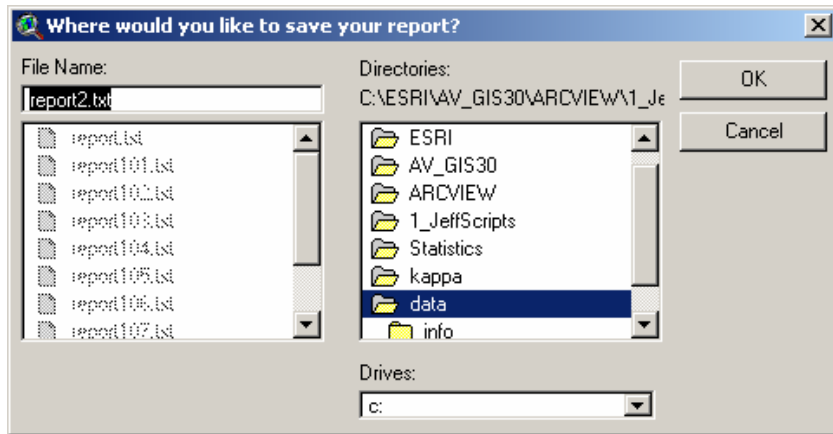 Where would you like to save your report?
File Name:
report2.txt
report.txt
report101.txt
report102.txt
report103.txt
report104.txt
report105.txt
report106.txt
report107.txt
Directories:
C:\ESRI\AV_GIS30\ARCVIEW\1_Je
ESRI
AV_GIS30
ARCVIEW
1_JeffScripts
Statistics
kappa
data
info
Drives:
c:
OK
Cancel